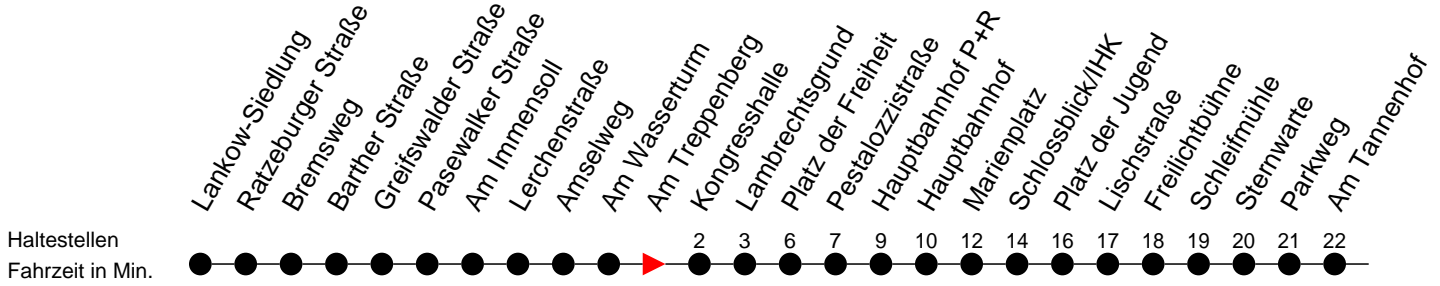 Lankow-Siedlung
Ratzeburger Straße
Bremsweg
Barther Straße
Greifswalder Straße
Pasewalker Straße
Am Immensoll
Lerchenstraße
Amselweg
Am Wasserturm
Am Treppenberg
Kongresshalle
Lambrechtsgrund
Platz der Freiheit
Pestalozzistraße
Hauptbahnhof P+R
Hauptbahnhof
Marienplatz
Schlossblick/IHK
Platz der Jugend
Lischstraße
Freilichtbühne
Schleifmühle
Sternwarte
Parkweg
Am Tannenhof
Haltestellen 2 3 6 7 9 10 12 14 16 17 18 19 20 21 22
Fahrzeit in Min.